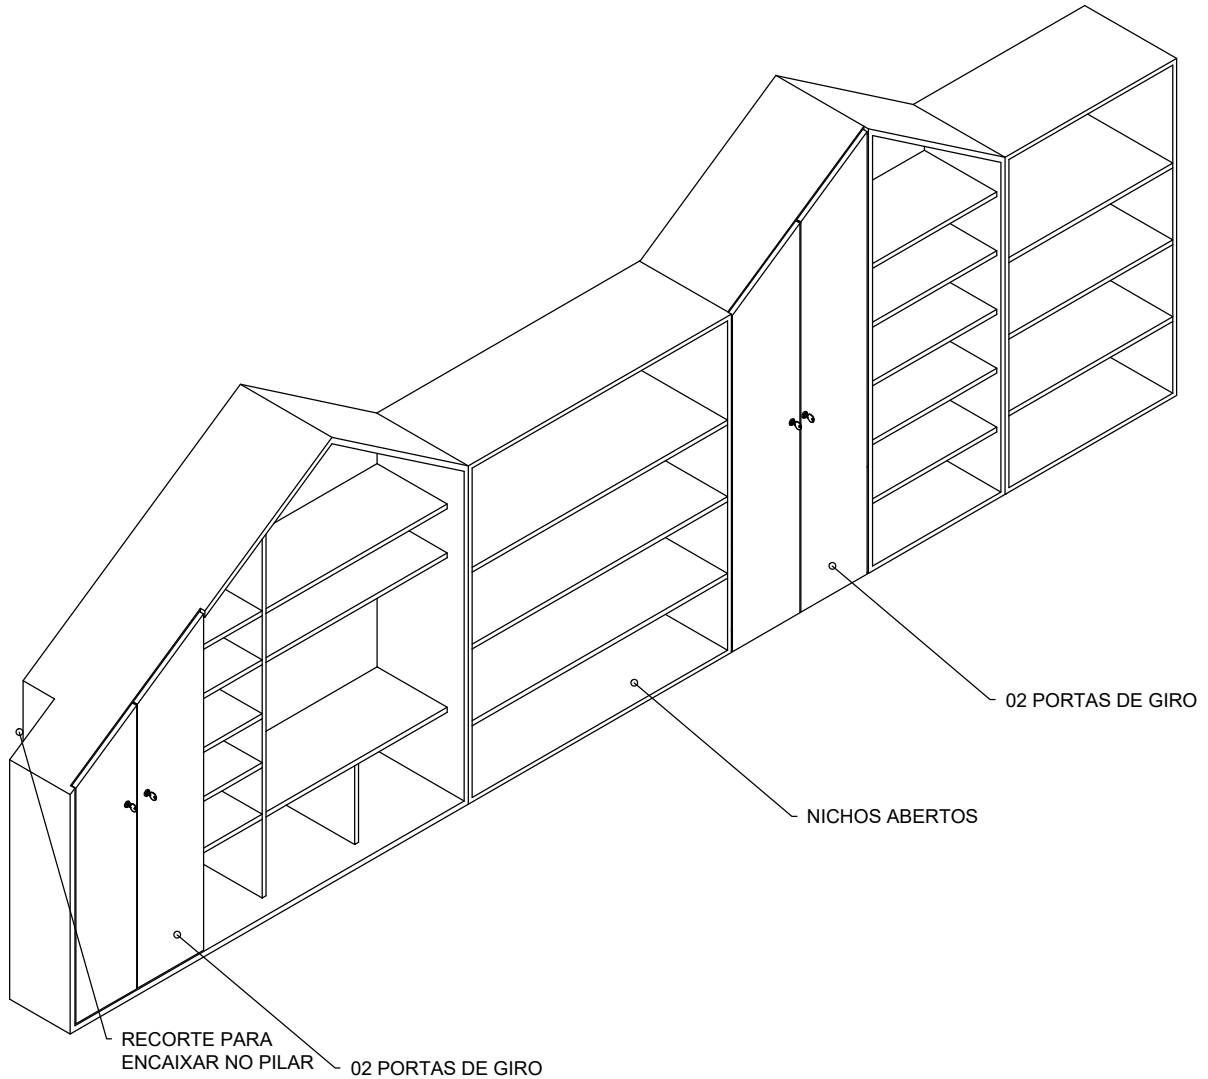 02 PORTAS DE GIRO
NICHOS ABERTOS
RECORTE PARA
ENCAIXAR NO PILAR
02 PORTAS DE GIRO